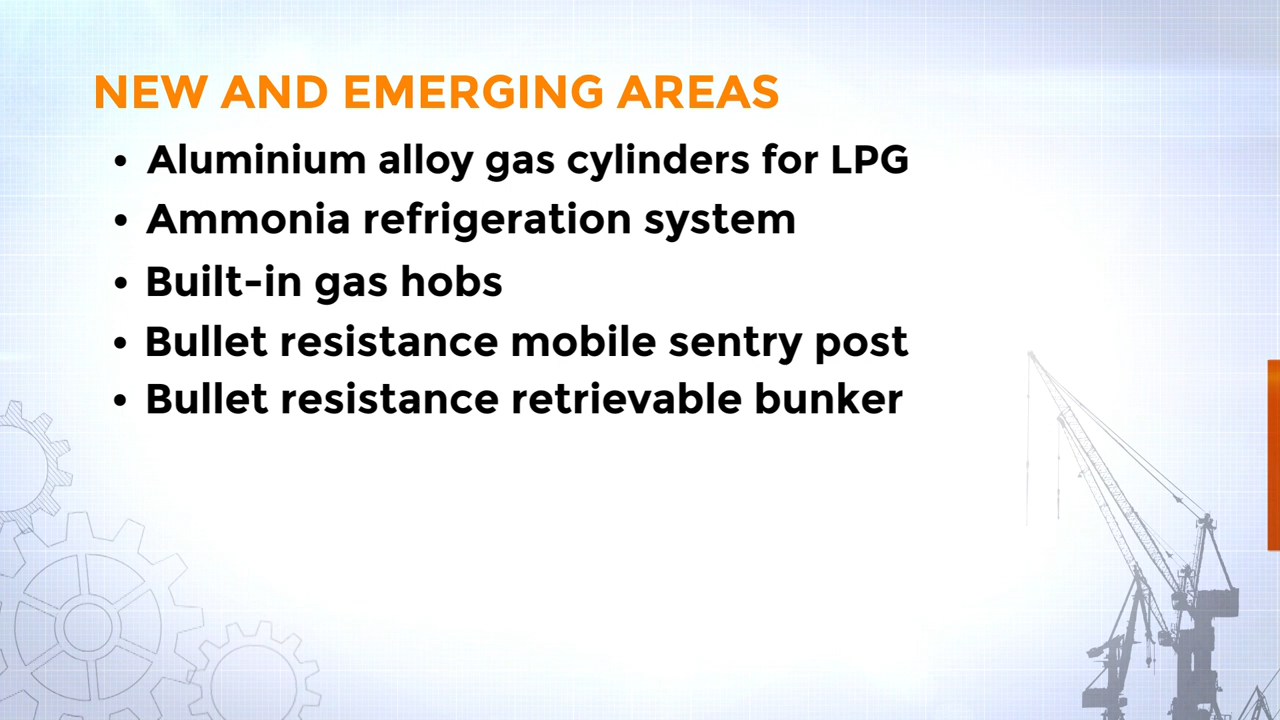 NEW AND EMERGING AREAS
• Aluminium alloy gas cylinders for LPG
• Ammonia refrigeration system
• Built-in gas hobs
• Bullet resistance mobile sentry post
• Bullet resistance retrievable bunker